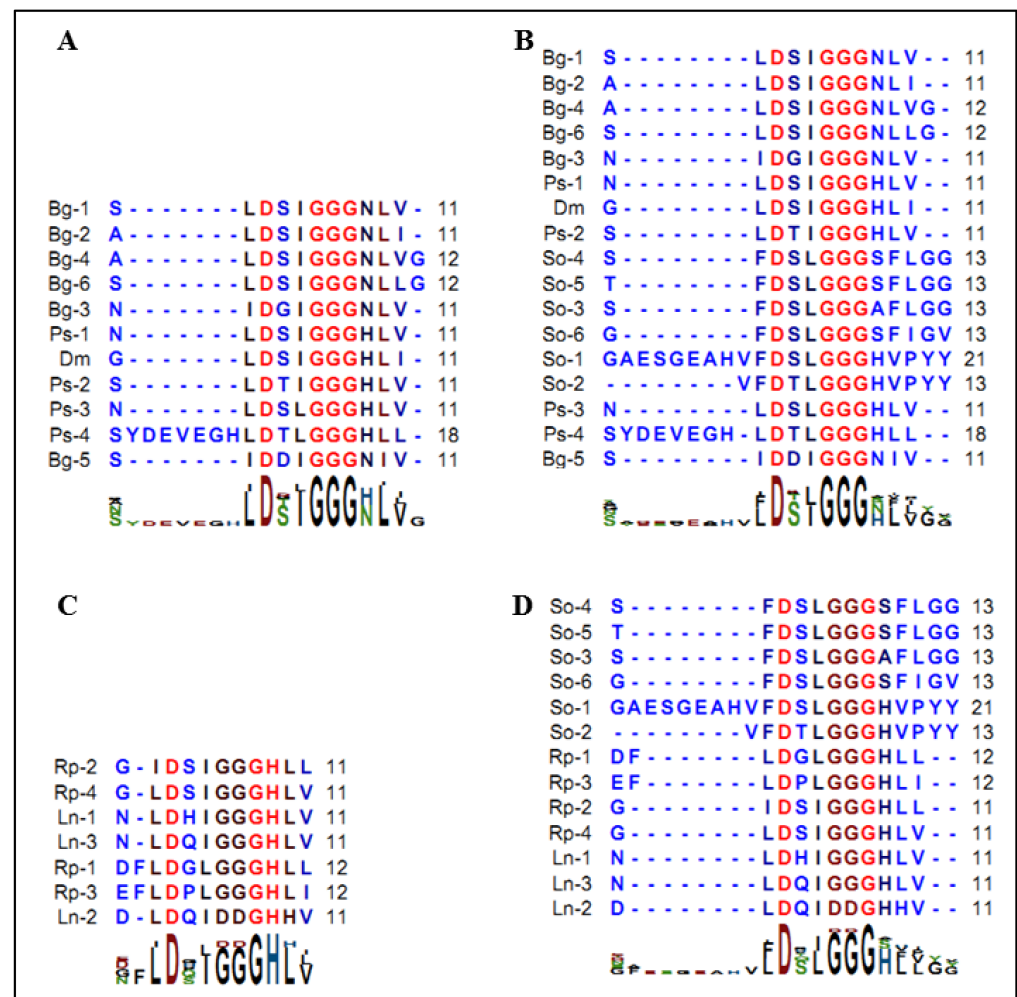 A
Bg-1 S-------LDSIGGGNLV- 11
Bg-2 A-------LDSIGGGNLI- 11
Bg-4 A-------LDSIGGGNLVG 12
Bg-6 S-------LDSIGGGNLLG 12
Bg-3 N-------IDGIGGGNLV- 11
Ps-1 N-------LDSIGGGHLV- 11
Dm G-------LDSIGGGHLI- 11
Ps-2 S-------LDTIGGGHLV- 11
Ps-3 N-------LDSLGGGHLV- 11
Ps-4 SYDEVEGHLDTLGGGHLL- 18
Bg-5 S-------IDDIGGGNIV- 11
B
Bg-1 S--------LDSIGGGNLV-- 11
Bg-2 A--------LDSIGGGNLI-- 11
Bg-4 A--------LDSIGGGNLVG- 12
Bg-6 S--------LDSIGGGNLLG- 12
Bg-3 N--------IDGIGGGNLV-- 11
Ps-1 N--------LDSIGGGHLV-- 11
Dm G--------LDSIGGGHLI-- 11
Ps-2 S--------LDTIGGGHLV-- 11
So-4 S--------FDSLGGGSFLGG 13
So-5 T--------FDSLGGGSFLGG 13
So-3 S--------FDSLGGGAFLGG 13
So-6 G--------FDSLGGGSFIGV 13
So-1 GAESGEAHVFDSLGGGHVPYY 21
So-2 --------VFDTLGGGHVPYY 13
Ps-3 N--------LDSLGGGHLV-- 11
Ps-4 SYDEVEGH-LDTLGGGHLL-- 18
Bg-5 S--------IDDIGGGNIV-- 11
C
Rp-2 G-IDSIGGGHLL 11
Rp-4 G-LDSIGGGHLV 11
Ln-1 N-LDHIGGGHLV 11
Ln-3 N-LDQIGGGHLV 11
Rp-1 DFLDGLGGGHLL 12
Rp-3 EFLDPLGGGHLI 12
Ln-2 D-LDQIDDGHHV 11
D
So-4 S--------FDSLGGGSFLGG 13
So-5 T--------FDSLGGGSFLGG 13
So-3 S--------FDSLGGGAFLGG 13
So-6 G--------FDSLGGGSFIGV 13
So-1 GAESGEAHVFDSLGGGHVPYY 21
So-2 --------VFDTLGGGHVPYY 13
Rp-1 DF-------LDGLGGGHLL-- 12
Rp-3 EF-------LDPLGGGHLI-- 12
Rp-2 G--------IDSIGGGHLL-- 11
Rp-4 G--------LDSIGGGHLV-- 11
Ln-1 N--------LDHIGGGHLV-- 11
Ln-3 N--------LDQIGGGHLV-- 11
Ln-2 D--------LDQIDDGHHV-- 11